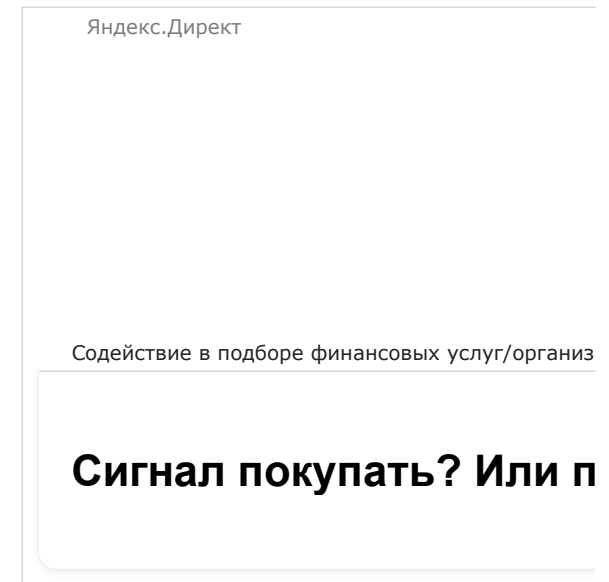 Яндекс.Директ
Содействие в подборе финансовых услуг/организ
Сигнал покупать? Или п